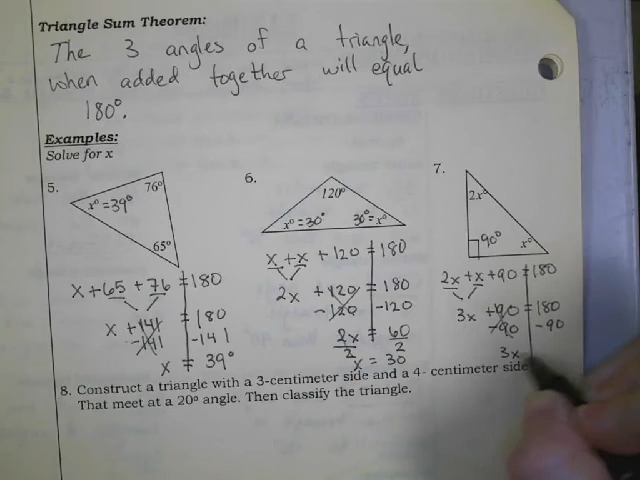 Triangle Sum Theorem:
The 3 angles of a triangle,
when added together will equal
180°.
Examples:
Solve for x
5.
76°
x° = 39°
65°
x + 65 + 76 = 180
x + 141 = 180
- 141 - 141
x = 39°
6.
120°
x° = 30° 30° = x°
x + x + 120 = 180
2x + 120 = 180
- 120 - 120
2x = 60
2 2
x = 30
7.
2x°
90° x°
2x + x + 90 = 180
3x + 90 = 180
- 90 - 90
3x
8. Construct a triangle with a 3-centimeter side and a 4- centimeter side
That meet at a 20° angle. Then classify the triangle.